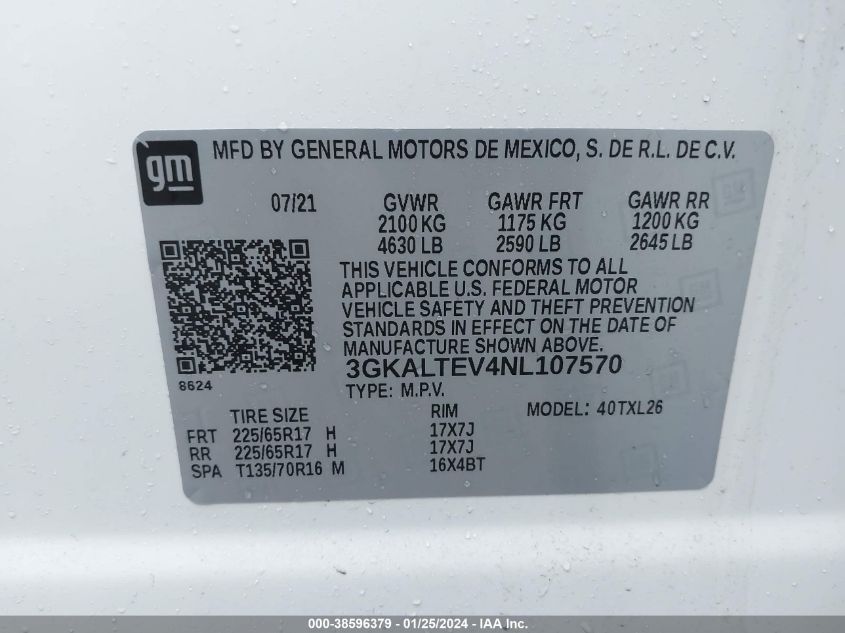 gm
MFD BY GENERAL MOTORS DE MEXICO, S. DE R.L. DE C.V.
07/21 GVWR GAWR FRT GAWR RR
2100 KG 1175 KG 1200 KG
4630 LB 2590 LB 2645 LB
THIS VEHICLE CONFORMS TO ALL
APPLICABLE U.S. FEDERAL MOTOR
VEHICLE SAFETY AND THEFT PREVENTION
STANDARDS IN EFFECT ON THE DATE OF
MANUFACTURE SHOWN ABOVE.
3GKALTEV4NL107570
8624
TYPE: M.P.V.
TIRE SIZE RIM MODEL: 40TXL26
FRT 225/65R17 H 17X7J
RR 225/65R17 H 17X7J
SPA T135/70R16 M 16X4BT
000-38596379 — 01/25/2024 - IAA Inc.